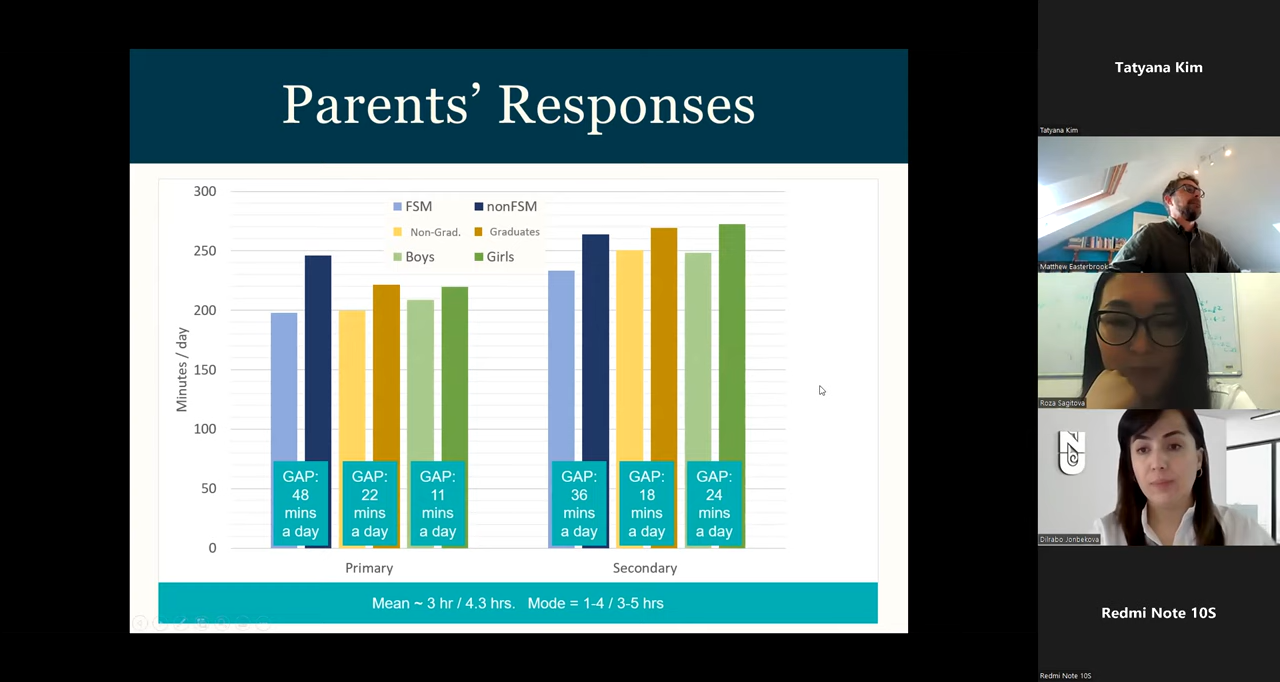 Parents’ Responses
300
250
200
150
100
50
0
Minutes / day
FSM nonFSM
Non-Grad. Graduates
Boys Girls
GAP:
48
mins
a day
GAP:
22
mins
a day
GAP:
11
mins
a day
GAP:
36
mins
a day
GAP:
18
mins
a day
GAP:
24
mins
a day
Primary
Secondary
Mean ~ 3 hr / 4.3 hrs. Mode = 1-4 / 3-5 hrs
Tatyana Kim
Tatyana Kim
Matthew Easterbrook
Roza Sagitova
Dilrabo Jonbekova
Redmi Note 10S
Redmi Note 10S